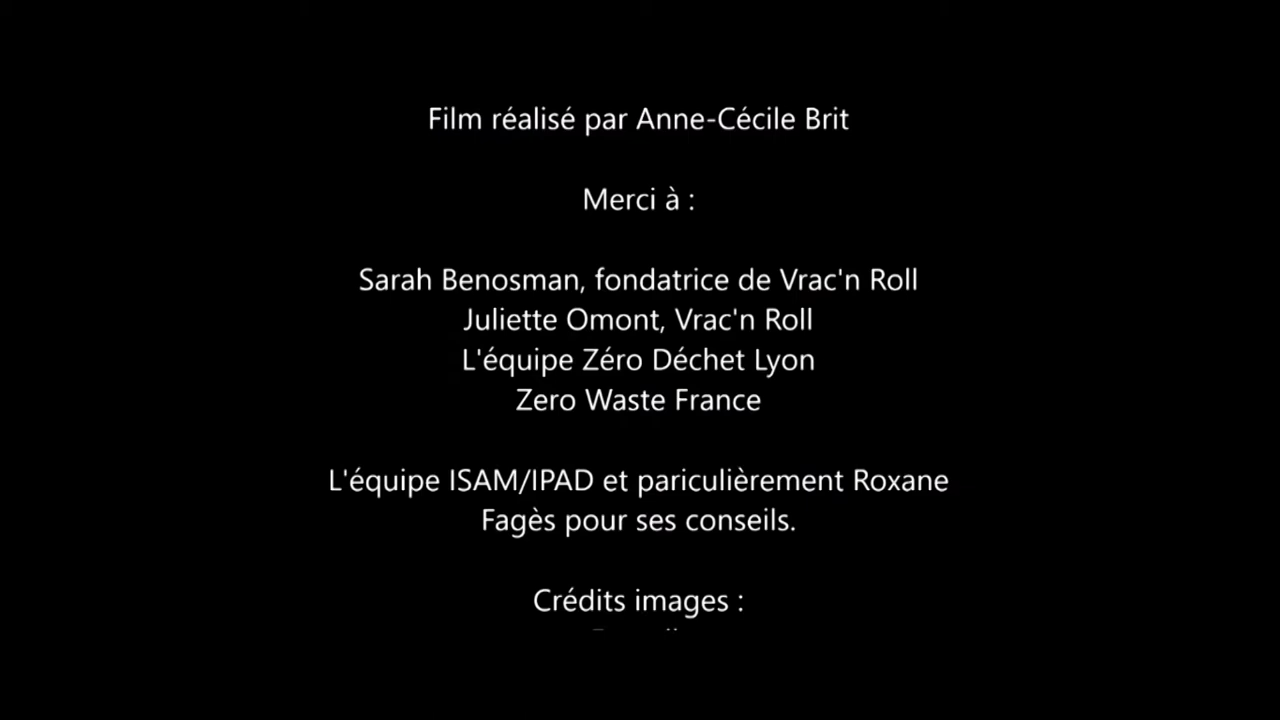 Film réalisé par Anne-Cécile Brit
Merci à :
Sarah Benosman, fondatrice de Vrac'n Roll
Juliette Omont, Vrac'n Roll
L'équipe Zéro Déchet Lyon
Zero Waste France
L'équipe ISAM/IPAD et pariculièrement Roxane
Fagès pour ses conseils.
Crédits images :